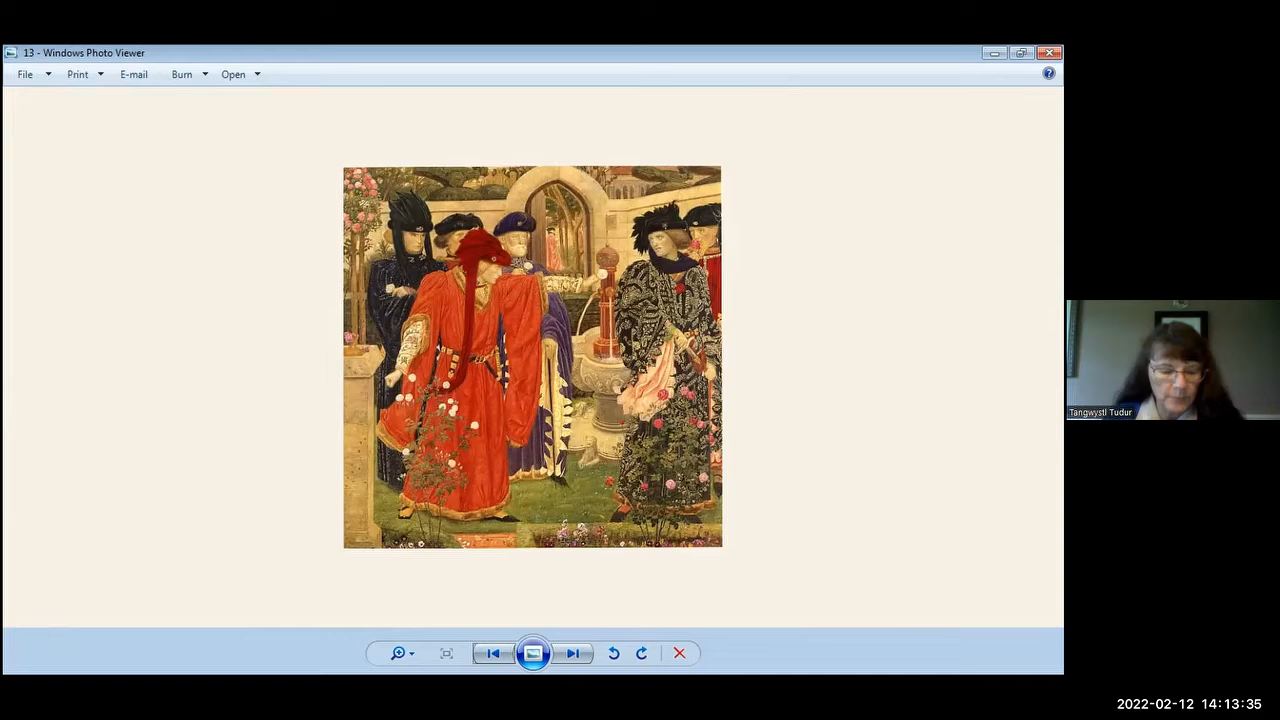 13 - Windows Photo Viewer
File Print E-mail Burn Open
Tangwystl Tudur
2022-02-12 14:13:35